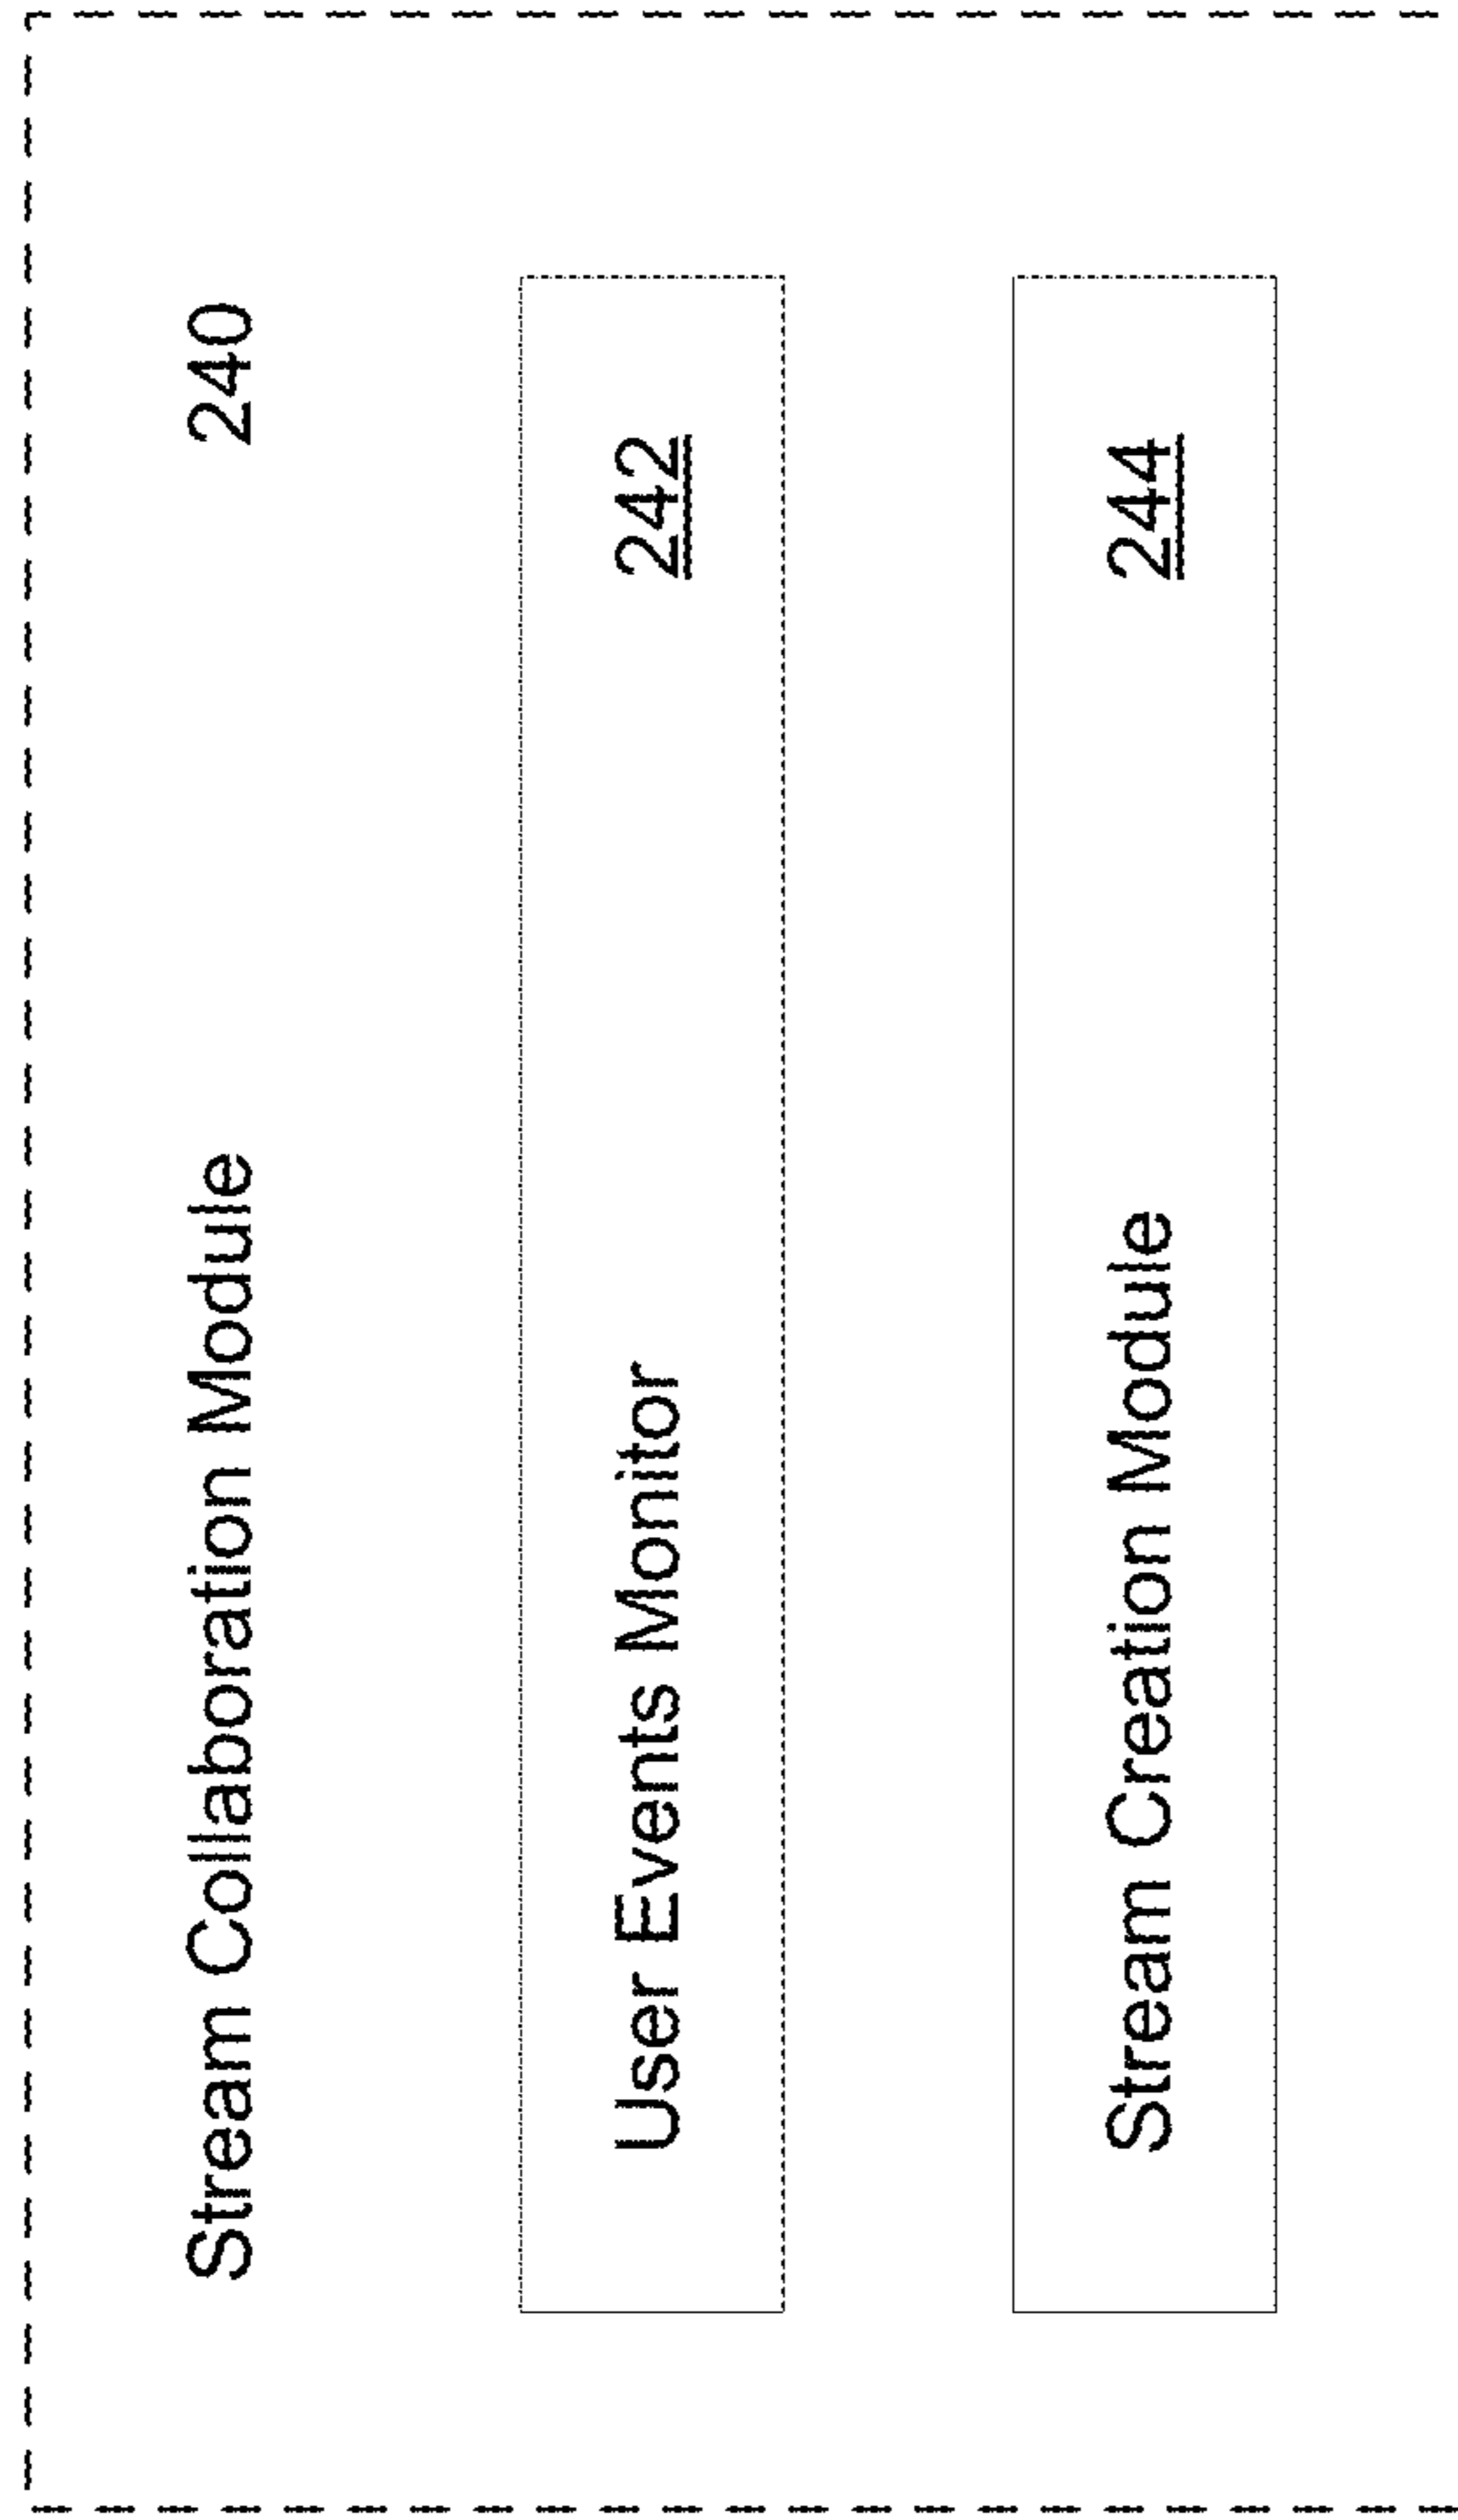 Stream Collaboration Module 240
User Events Monitor 242
Stream Creation Module 244